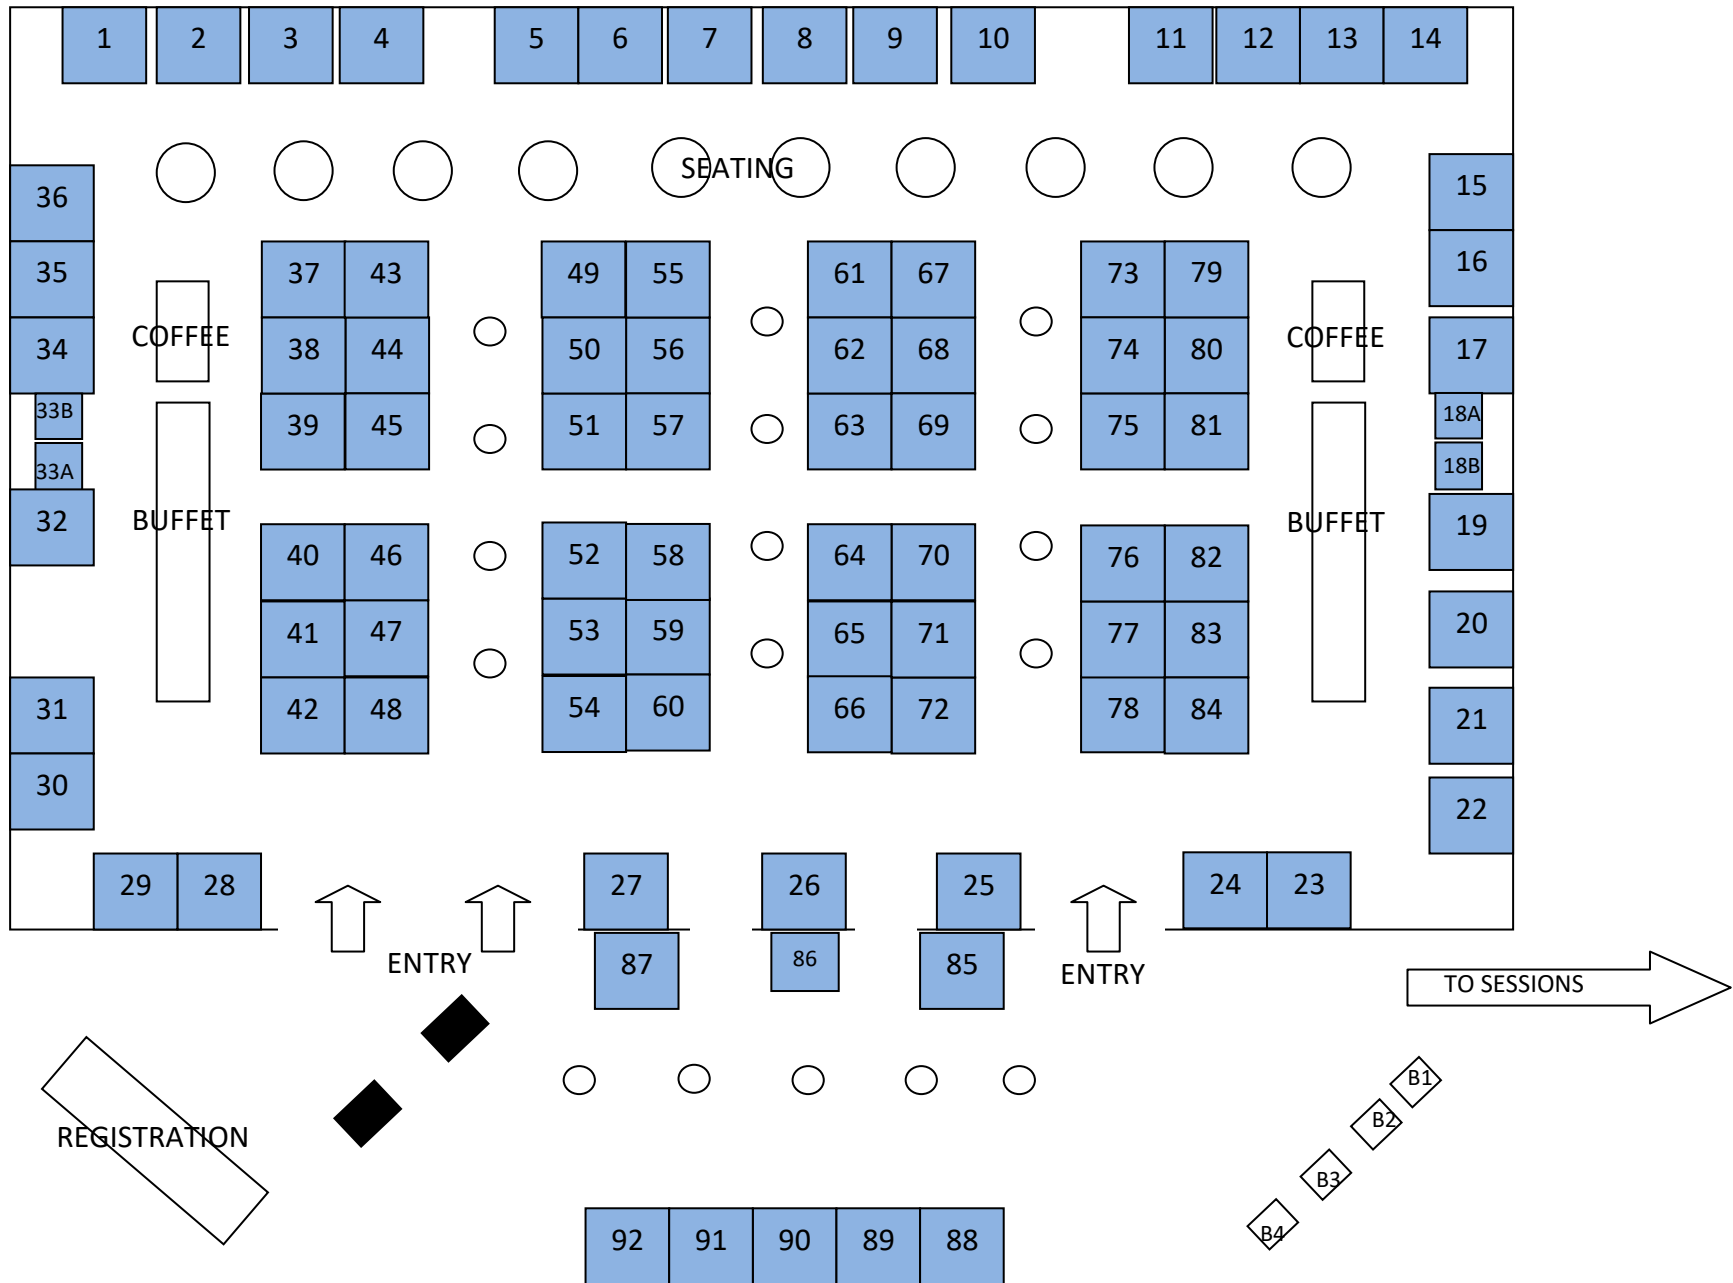 1 2 3 4 5 6 7 8 9 10 11 12 13 14
SEATING
36 15
35 37 43 49 55 61 67 73 79 16
34 COFFEE 38 44 50 56 62 68 74 80 COFFEE 17
33B 39 45 51 57 63 69 75 81 18A
33A 18B
32 BUFFET 40 46 52 58 64 70 76 82 BUFFET 19
41 47 53 59 65 71 77 83 20
31 42 48 54 60 66 72 78 84 21
30 22
29 28 27 26 25 24 23
ENTRY 87 86 85 ENTRY
TO SESSIONS
B1
B2
REGISTRATION
B3
B4
92 91 90 89 88